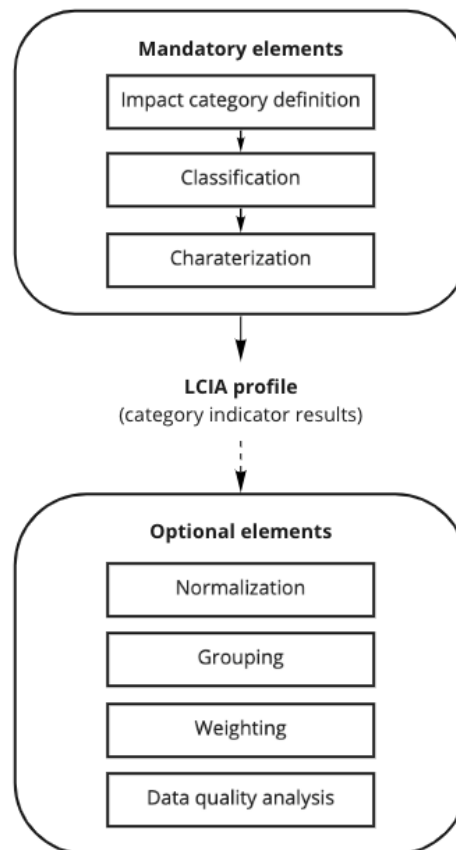 Mandatory elements
Impact category definition
Classification
Charaterization
LCIA profile
(category indicator results)
Optional elements
Normalization
Grouping
Weighting
Data quality analysis